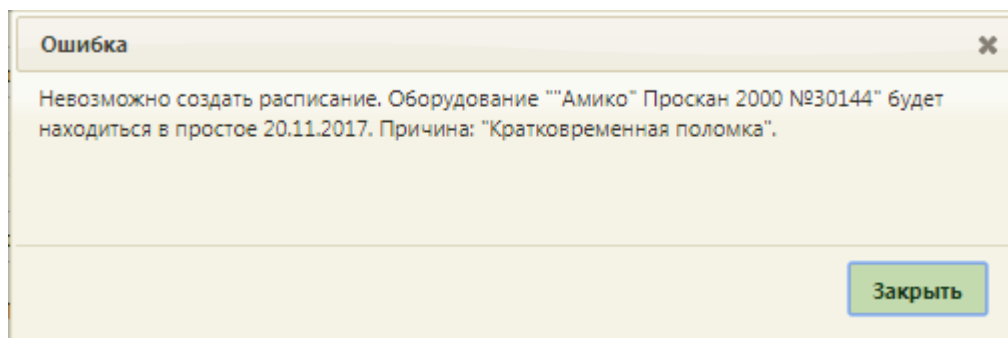 Ошибка
Невозможно создать расписание. Оборудование ""Амико" Проскан 2000 №30144" будет
находиться в простое 20.11.2017. Причина: "Кратковременная поломка".
Закрыть